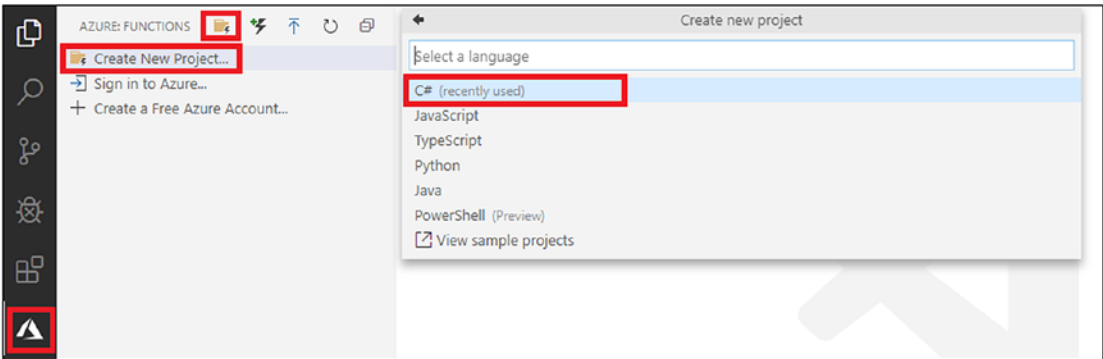 AZURE: FUNCTIONS
Create New Project...
Sign in to Azure...
Create a Free Azure Account...
Create new project
Select a language
C# (recently used)
JavaScript
TypeScript
Python
Java
PowerShell (Preview)
View sample projects